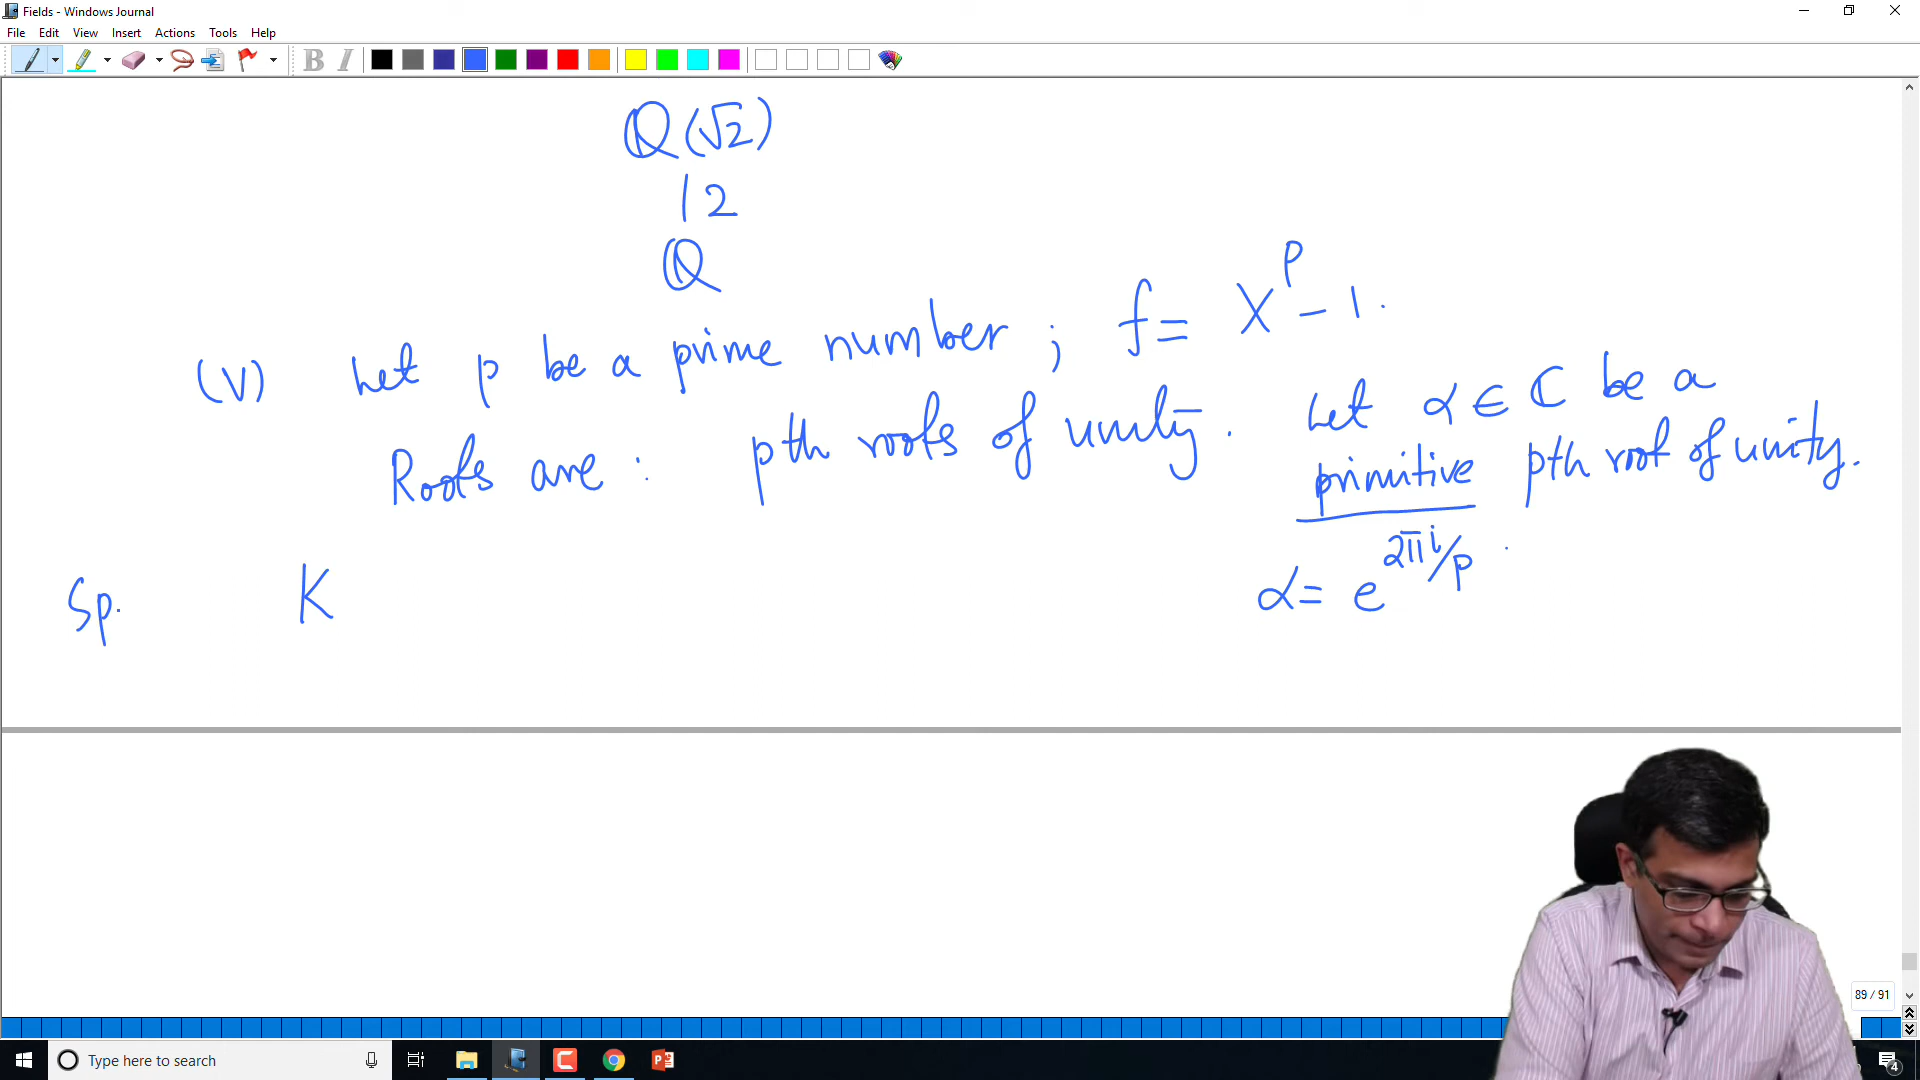 Fields - Windows Journal
File Edit View Insert Actions Tools Help
B I
ℚ(√2)
| 2
ℚ
(V) Let p be a prime number ; f = X^p - 1.
Roots are : pth roots of unity. Let α ∈ ℂ be a
primitive pth root of unity.
α = e^{2πi/p}.
Sp. K
89 / 91
Type here to search
4